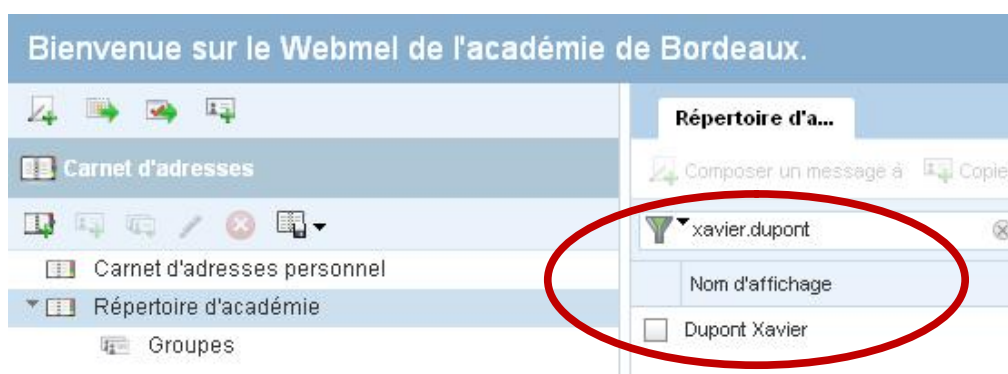 Bienvenue sur le Webmel de l'académie de Bordeaux.
Répertoire d'a...
Carnet d'adresses
Composer un message à Copie
xavier.dupont
Carnet d'adresses personnel
Nom d'affichage
Répertoire d'académie
Dupont Xavier
Groupes